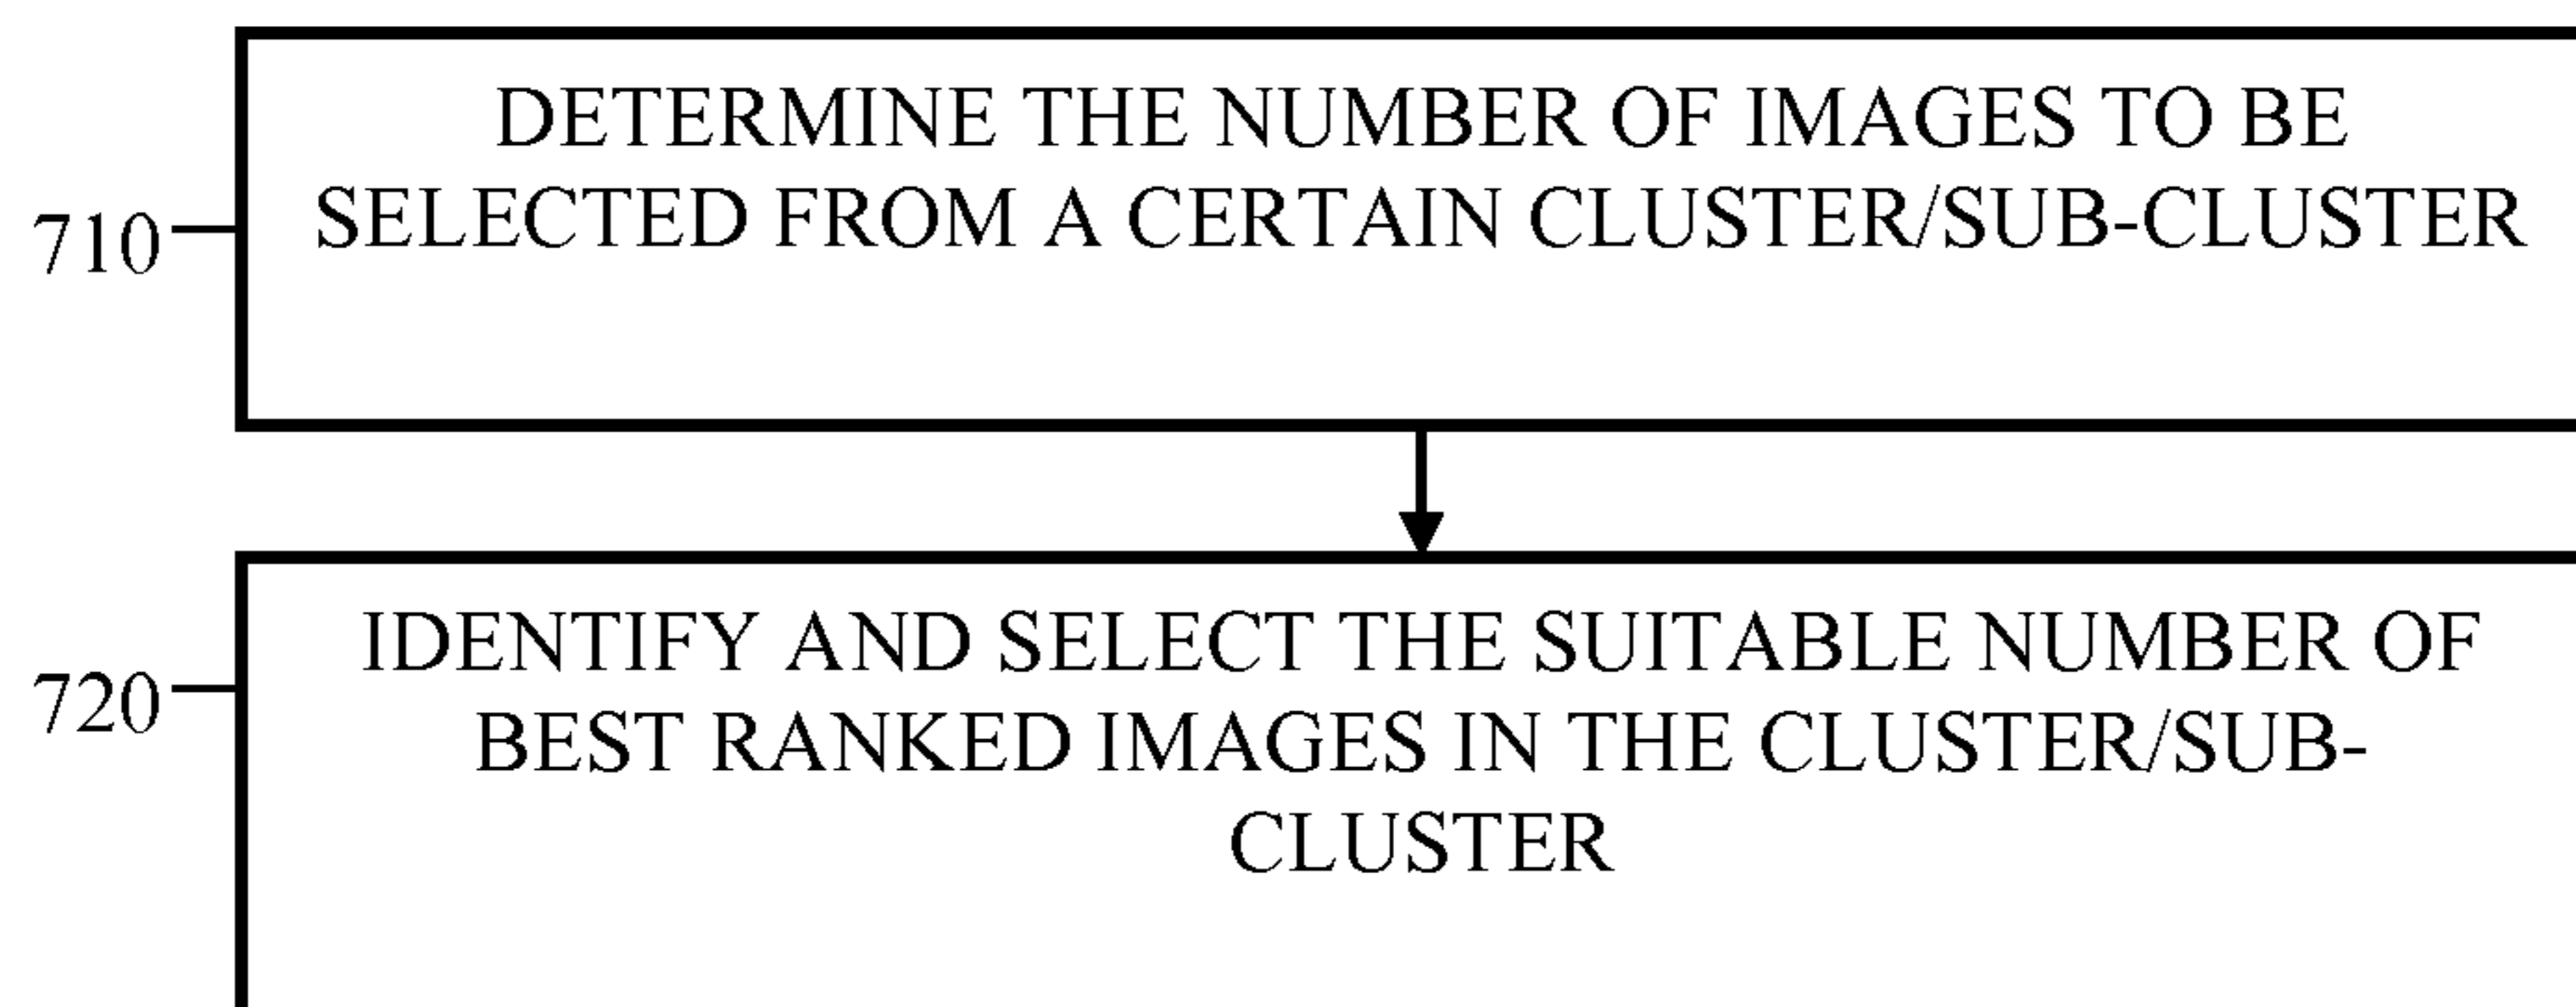 DETERMINE THE NUMBER OF IMAGES TO BE
710 SELECTED FROM A CERTAIN CLUSTER/SUB-CLUSTER
IDENTIFY AND SELECT THE SUITABLE NUMBER OF
720 BEST RANKED IMAGES IN THE CLUSTER/SUB-
CLUSTER